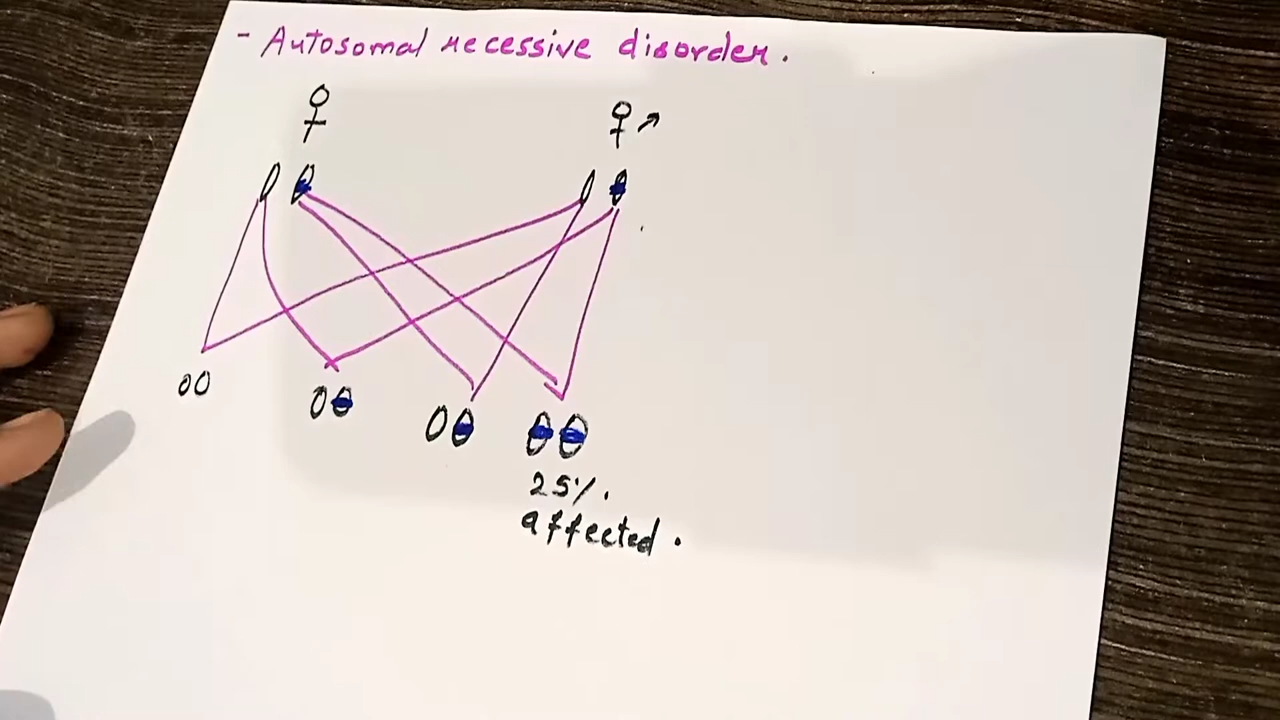 - Autosomal recessive disorder.
♀ ♀↗
25%.
affected.